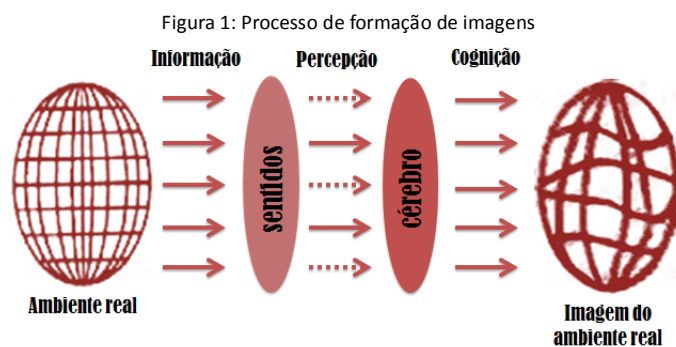 Figura 1: Processo de formação de imagens
Informação Percepção Cognição
sentidos
cérebro
Ambiente real
Imagem do
ambiente real